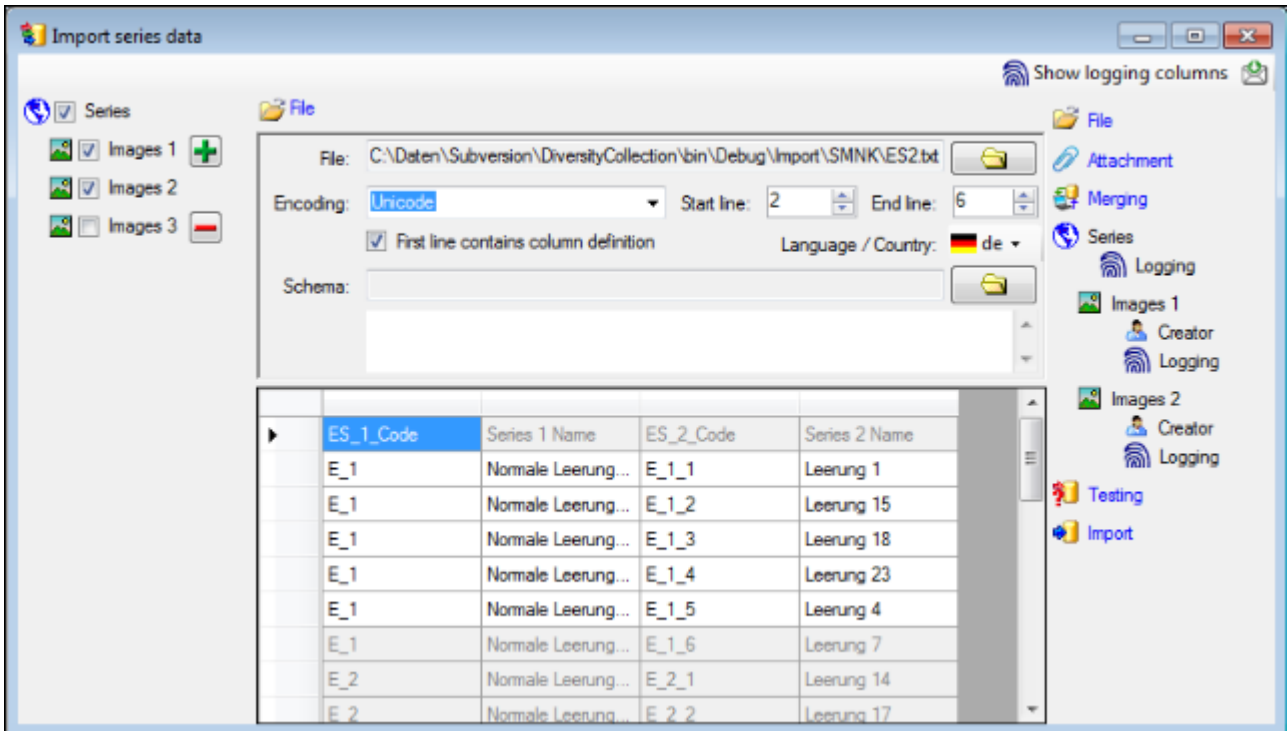 Import series data
Show logging columns
Series
Images 1
Images 2
Images 3
File
File: C:\Daten\Subversion\DiversityCollection\bin\Debug\Import\SMNK\ES2.txt
Encoding: Unicode Start line: 2 End line: 6
First line contains column definition Language / Country: de
Schema:
ES_1_Code Series 1 Name ES_2_Code Series 2 Name
E_1 Normale Leerung... E_1_1 Leerung 1
E_1 Normale Leerung... E_1_2 Leerung 15
E_1 Normale Leerung... E_1_3 Leerung 18
E_1 Normale Leerung... E_1_4 Leerung 23
E_1 Normale Leerung... E_1_5 Leerung 4
E_1 Normale Leerung... E_1_6 Leerung 7
E_2 Normale Leerung... E_2_1 Leerung 14
E_2 Normale Leerung... E_2_2 Leerung 17
File
Attachment
Merging
Series
Logging
Images 1
Creator
Logging
Images 2
Creator
Logging
Testing
Import